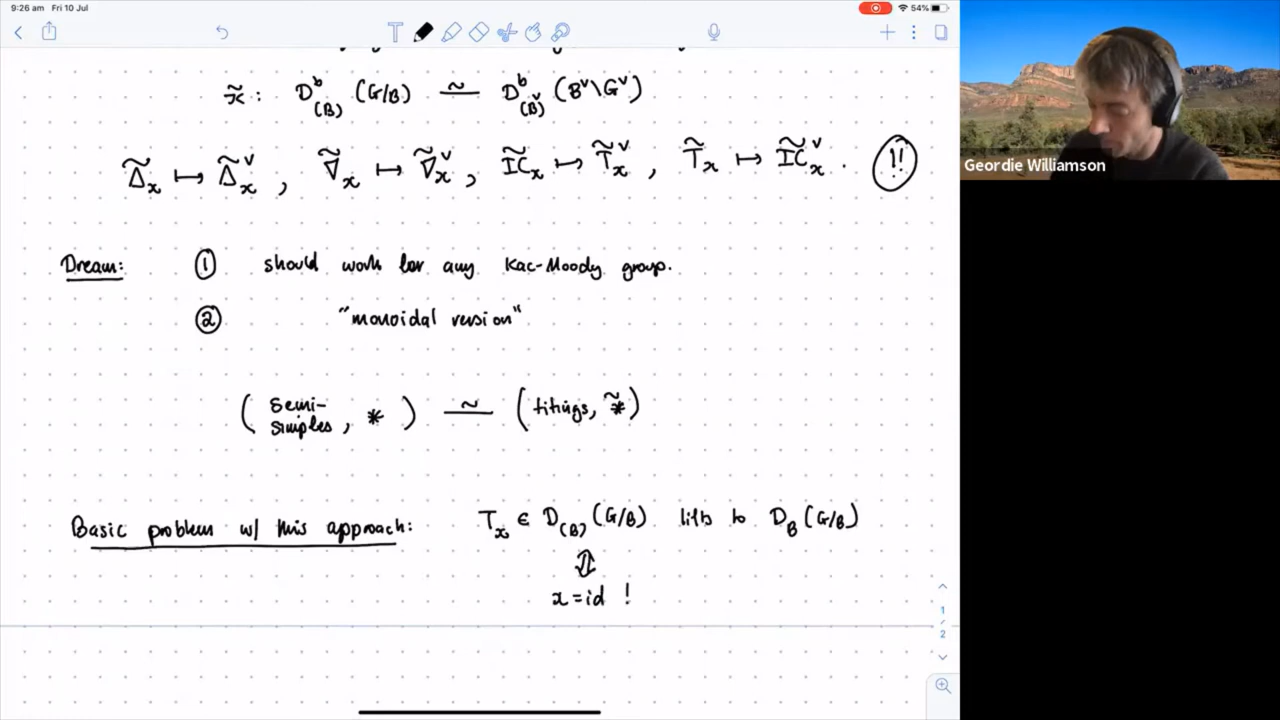 9:26 am Fri 10 Jul
54%
Geordie Williamson
x̃ : D^b_(B) (G/B) ≃ D^b_(B^∨) (B^∨\G^∨)
Δ̃_x ↦ Δ̃^∨_x , ∇̃_x ↦ ∇̃^∨_x , ĨC_x ↦ T̃^∨_x , T̃_x ↦ ĨC^∨_x . !!
Dream: ① should work for any Kac-Moody group.
② "monoidal version"
( semi-simples, * ) ≃ (tiltings, *̃ )
Basic problem w/ this approach: T_x ∈ D_(B) (G/B) lifts to D_B (G/B)
⇕
x = id !
1
2